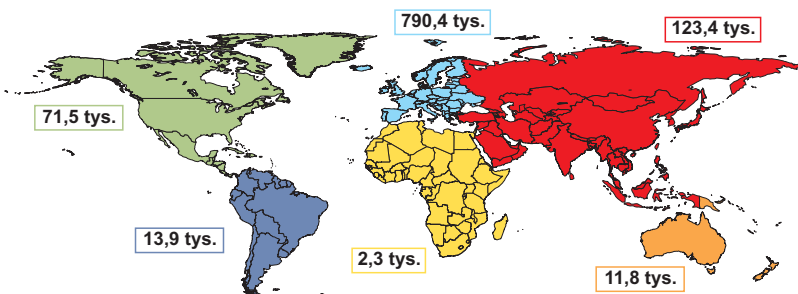 790,4 tys.
123,4 tys.
71,5 tys.
13,9 tys.
2,3 tys.
11,8 tys.